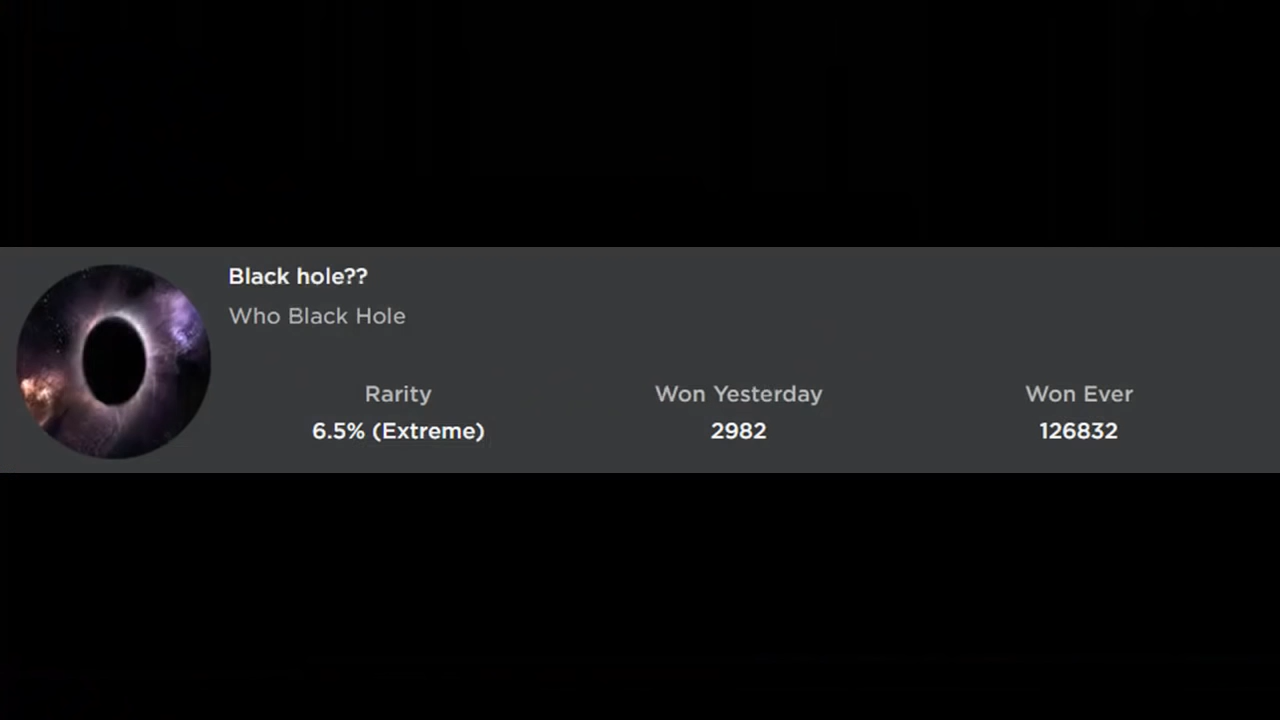 Black hole??
Who Black Hole
Rarity Won Yesterday Won Ever
6.5% (Extreme) 2982 126832